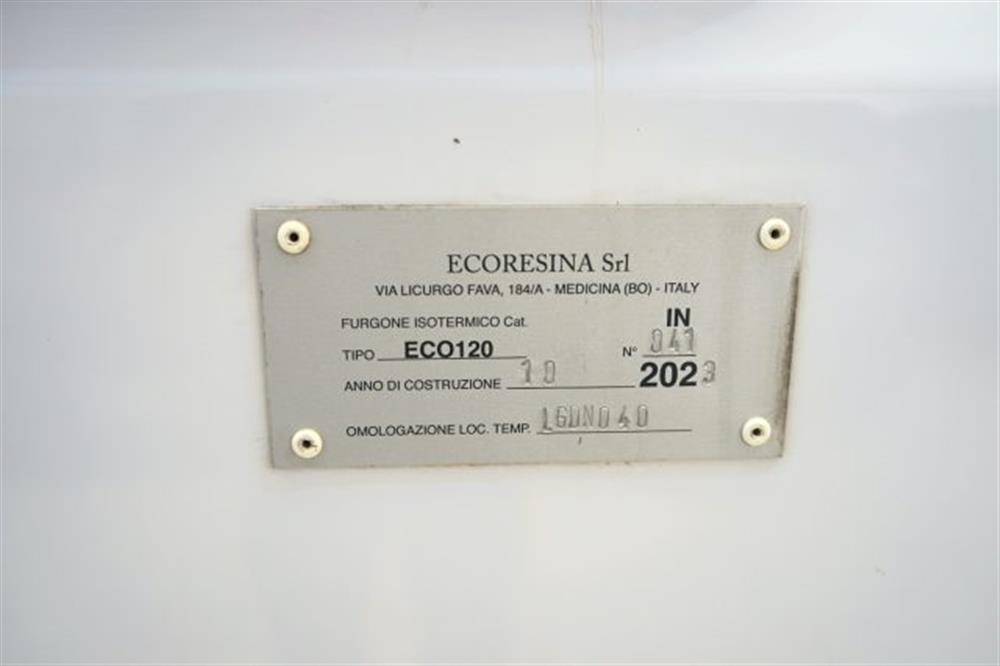 ECORESINA Srl
VIA LICURGO FAVA, 184/A - MEDICINA (BO) - ITALY
FURGONE ISOTERMICO Cat. IN
TIPO ECO120 N° 041
ANNO DI COSTRUZIONE 10 2023
OMOLOGAZIONE LOC. TEMP. 1GDN040